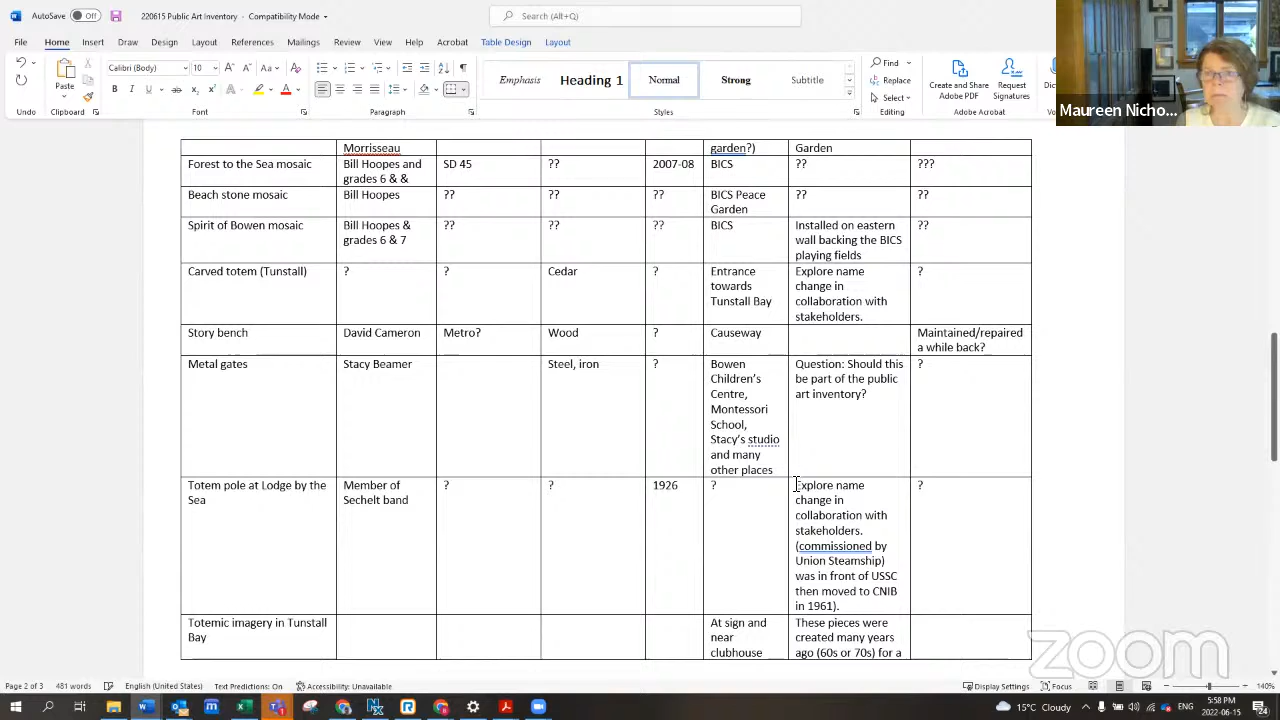 AutoSave Off
220615 Public Art Inventory - Compatibility Mode
Search (Alt+Q)
File Home Insert Draw Design Layout References Mailings Review View Help Acrobat Table Design Layout
Calibri (Body) 10
Paste
Emphasis Heading 1 Normal Strong Subtitle
Find
Replace
Select
Create and Share Adobe PDF
Request Signatures
Undo Clipboard Font Paragraph Styles Editing Adobe Acrobat
Maureen Nicho...
Morrisseau
garden?)
Garden
Forest to the Sea mosaic
Bill Hoopes and
grades 6 & &
SD 45
??
2007-08
BICS
??
???
Beach stone mosaic
Bill Hoopes
??
??
??
BICS Peace
Garden
??
??
Spirit of Bowen mosaic
Bill Hoopes &
grades 6 & 7
??
??
??
BICS
Installed on eastern
wall backing the BICS
playing fields
??
Carved totem (Tunstall)
?
?
Cedar
?
Entrance
towards
Tunstall Bay
Explore name
change in
collaboration with
stakeholders.
?
Story bench
David Cameron
Metro?
Wood
?
Causeway
Maintained/repaired
a while back?
Metal gates
Stacy Beamer
Steel, iron
?
Bowen
Children's
Centre,
Montessori
School,
Stacy's studio
and many
other places
Question: Should this
be part of the public
art inventory?
?
Totem pole at Lodge by the
Sea
Member of
Sechelt band
?
?
1926
?
Explore name
change in
collaboration with
stakeholders.
(commissioned by
Union Steamship)
was in front of USSC
then moved to CNIB
in 1961).
?
Totemic imagery in Tunstall
Bay
At sign and
near
clubhouse
These pieces were
created many years
ago (60s or 70s) for a
zoom
Page 2 of 3 481 words English (United States) Text Predictions: On Accessibility: Unavailable Display Settings Focus 140%
15°C Cloudy ENG 5:58 PM
2022-06-15 24